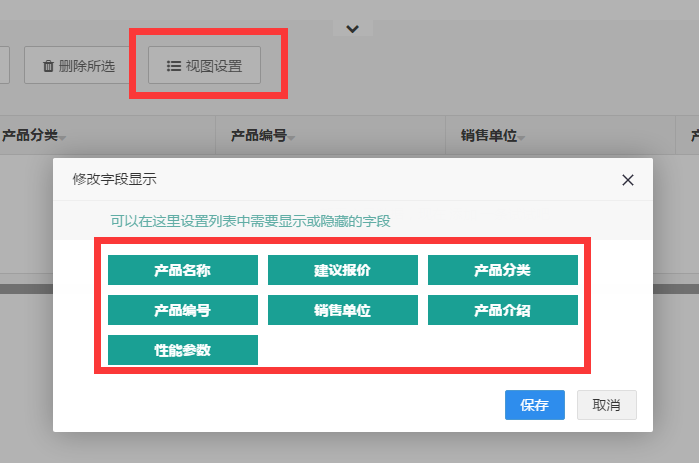 删除所选 视图设置
产品分类 产品编号 销售单位
修改字段显示
可以在这里设置列表中需要显示或隐藏的字段
产品名称 建议报价 产品分类
产品编号 销售单位 产品介绍
性能参数
保存 取消